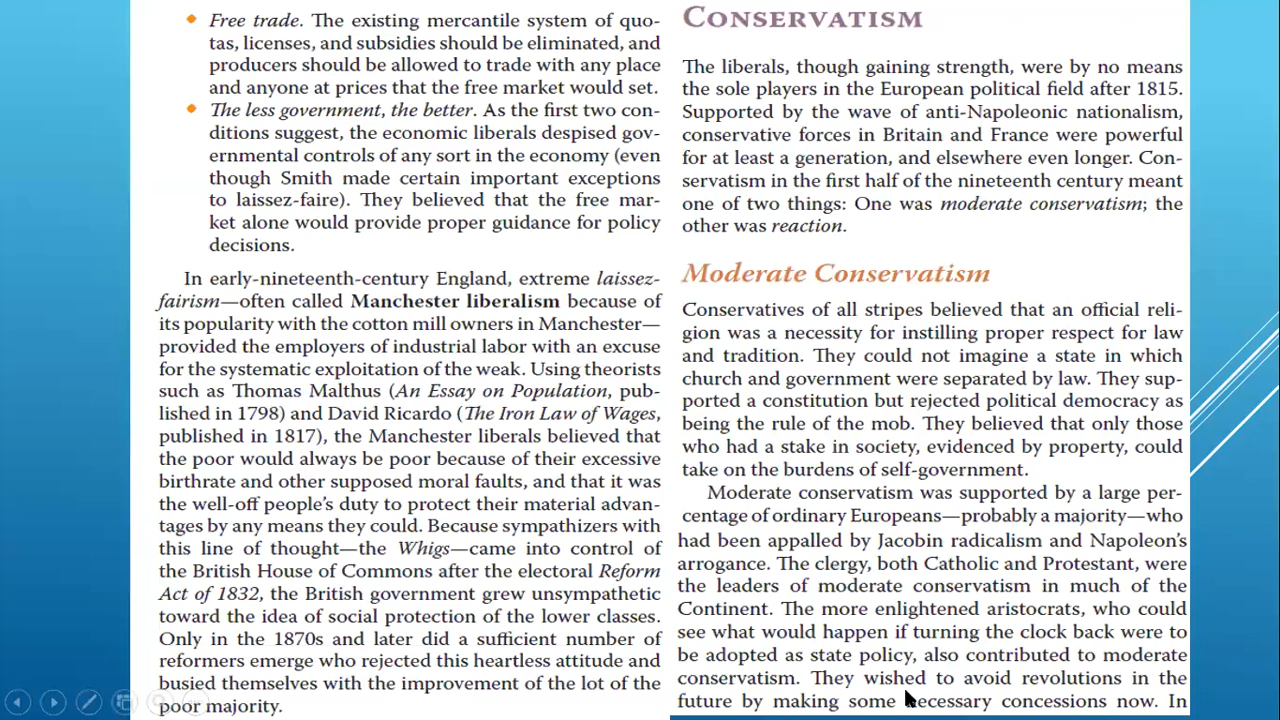 Free trade. The existing mercantile system of quo-
tas, licenses, and subsidies should be eliminated, and
producers should be allowed to trade with any place
and anyone at prices that the free market would set.
The less government, the better. As the first two con-
ditions suggest, the economic liberals despised gov-
ernmental controls of any sort in the economy (even
though Smith made certain important exceptions
to laissez-faire). They believed that the free mar-
ket alone would provide proper guidance for policy
decisions.
In early-nineteenth-century England, extreme laissez-
fairism—often called Manchester liberalism because of
its popularity with the cotton mill owners in Manchester—
provided the employers of industrial labor with an excuse
for the systematic exploitation of the weak. Using theorists
such as Thomas Malthus (An Essay on Population, pub-
lished in 1798) and David Ricardo (The Iron Law of Wages,
published in 1817), the Manchester liberals believed that
the poor would always be poor because of their excessive
birthrate and other supposed moral faults, and that it was
the well-off people's duty to protect their material advan-
tages by any means they could. Because sympathizers with
this line of thought—the Whigs—came into control of
the British House of Commons after the electoral Reform
Act of 1832, the British government grew unsympathetic
toward the idea of social protection of the lower classes.
Only in the 1870s and later did a sufficient number of
reformers emerge who rejected this heartless attitude and
busied themselves with the improvement of the lot of the
poor majority.
Conservatism
The liberals, though gaining strength, were by no means
the sole players in the European political field after 1815.
Supported by the wave of anti-Napoleonic nationalism,
conservative forces in Britain and France were powerful
for at least a generation, and elsewhere even longer. Con-
servatism in the first half of the nineteenth century meant
one of two things: One was moderate conservatism; the
other was reaction.
Moderate Conservatism
Conservatives of all stripes believed that an official reli-
gion was a necessity for instilling proper respect for law
and tradition. They could not imagine a state in which
church and government were separated by law. They sup-
ported a constitution but rejected political democracy as
being the rule of the mob. They believed that only those
who had a stake in society, evidenced by property, could
take on the burdens of self-government.
Moderate conservatism was supported by a large per-
centage of ordinary Europeans—probably a majority—who
had been appalled by Jacobin radicalism and Napoleon's
arrogance. The clergy, both Catholic and Protestant, were
the leaders of moderate conservatism in much of the
Continent. The more enlightened aristocrats, who could
see what would happen if turning the clock back were to
be adopted as state policy, also contributed to moderate
conservatism. They wished to avoid revolutions in the
future by making some necessary concessions now. In